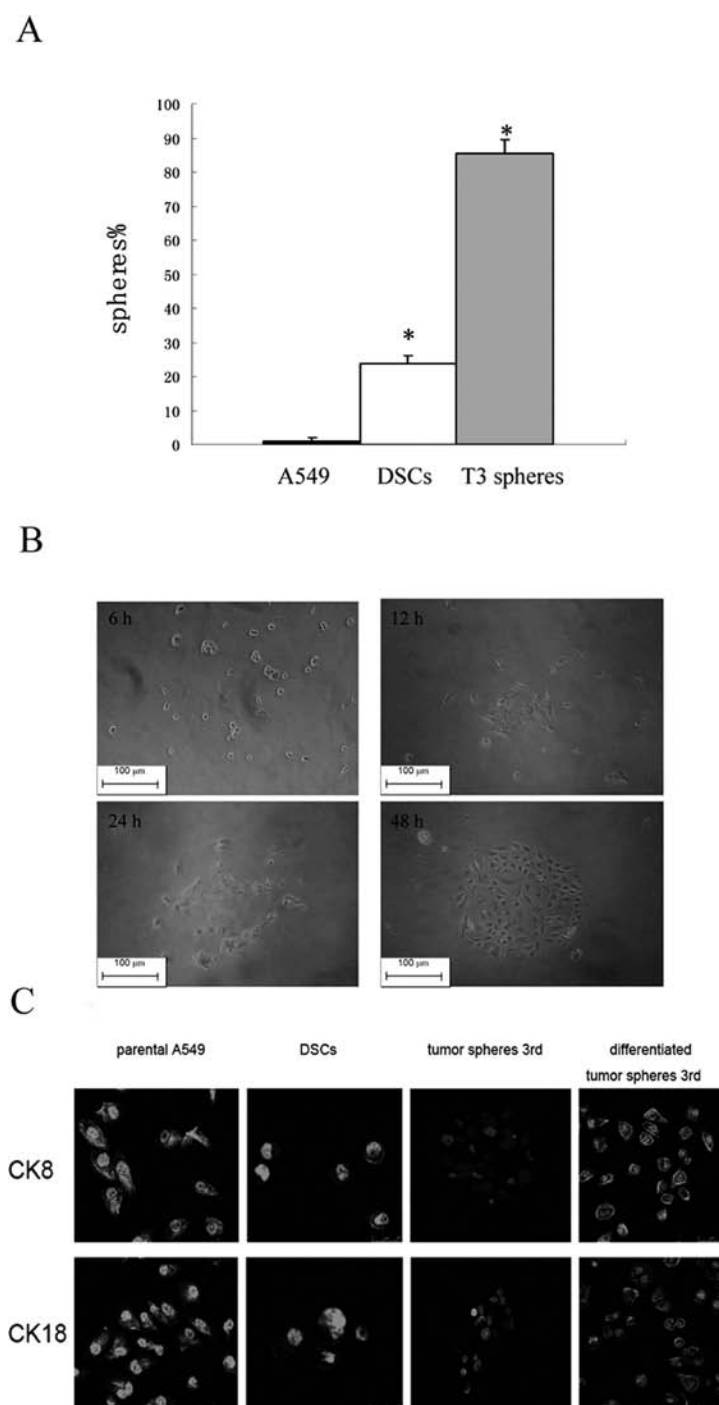 A
100
90
80
70
60
50
40
30
20
10
0
spheres%
*
*
A549 DSCs T3 spheres
B
6 h
12 h
100 μm
100 μm
24 h
48 h
100 μm
100 μm
C
parental A549
DSCs
tumor spheres 3rd
differentiated
tumor spheres 3rd
CK8
CK18